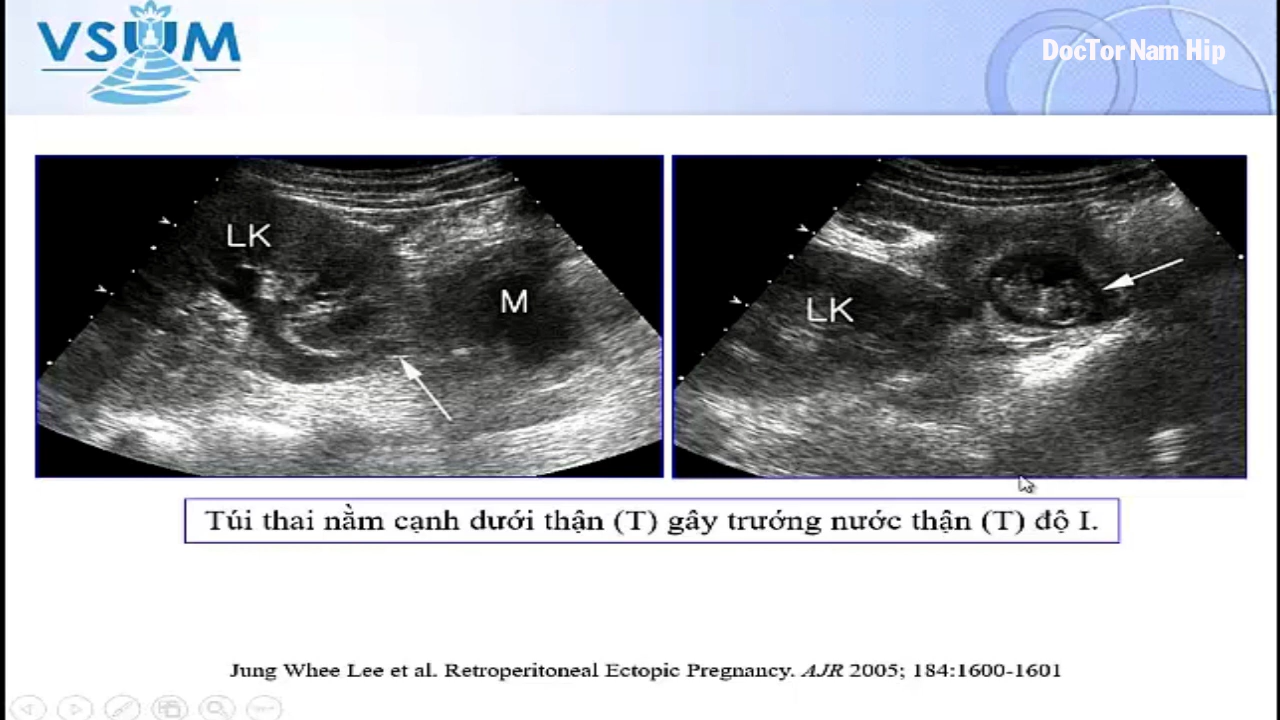 VSUM
DocTor Nam Hip
LK
M
LK
Túi thai nằm cạnh dưới thận (T) gây trướng nước thận (T) độ I.
Jung Whee Lee et al. Retroperitoneal Ectopic Pregnancy. AJR 2005; 184:1600-1601